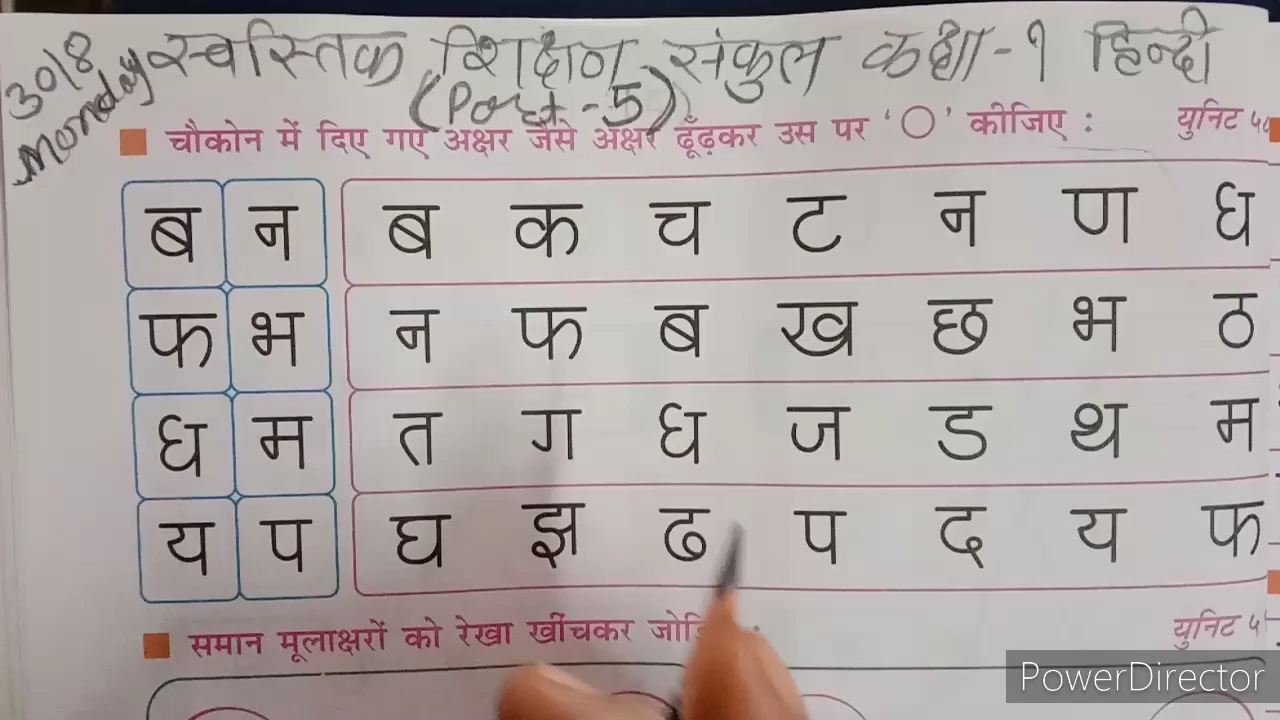 30/8 स्वस्तिक शिक्षण संकुल कक्षा-१ हिन्दी
Monday (Part-5)
चौकोन में दिए गए अक्षर जैसे अक्षर ढूँढ़कर उस पर 'O' कीजिए : युनिट
ब न ब क च ट न ण ध
फ भ न फ ब ख छ भ ठ
ध म त ग ध ज ड थ म
य प घ झ ढ प द य फ
समान मूलाक्षरों को रेखा खींचकर : युनिट
PowerDirector